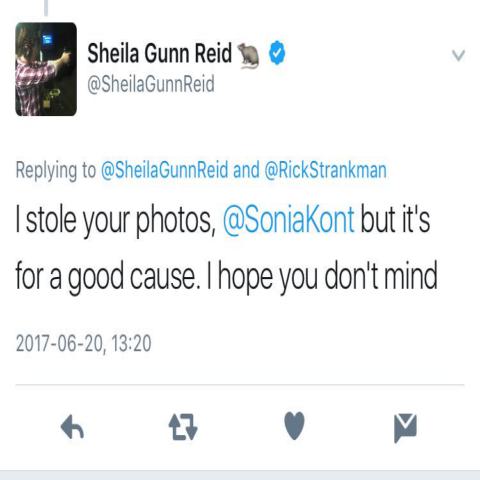 Sheila Gunn Reid 🐀
@SheilaGunnReid
Replying to @SheilaGunnReid and @RickStrankman
I stole your photos, @SoniaKont but it's
for a good cause. I hope you don't mind
2017-06-20, 13:20